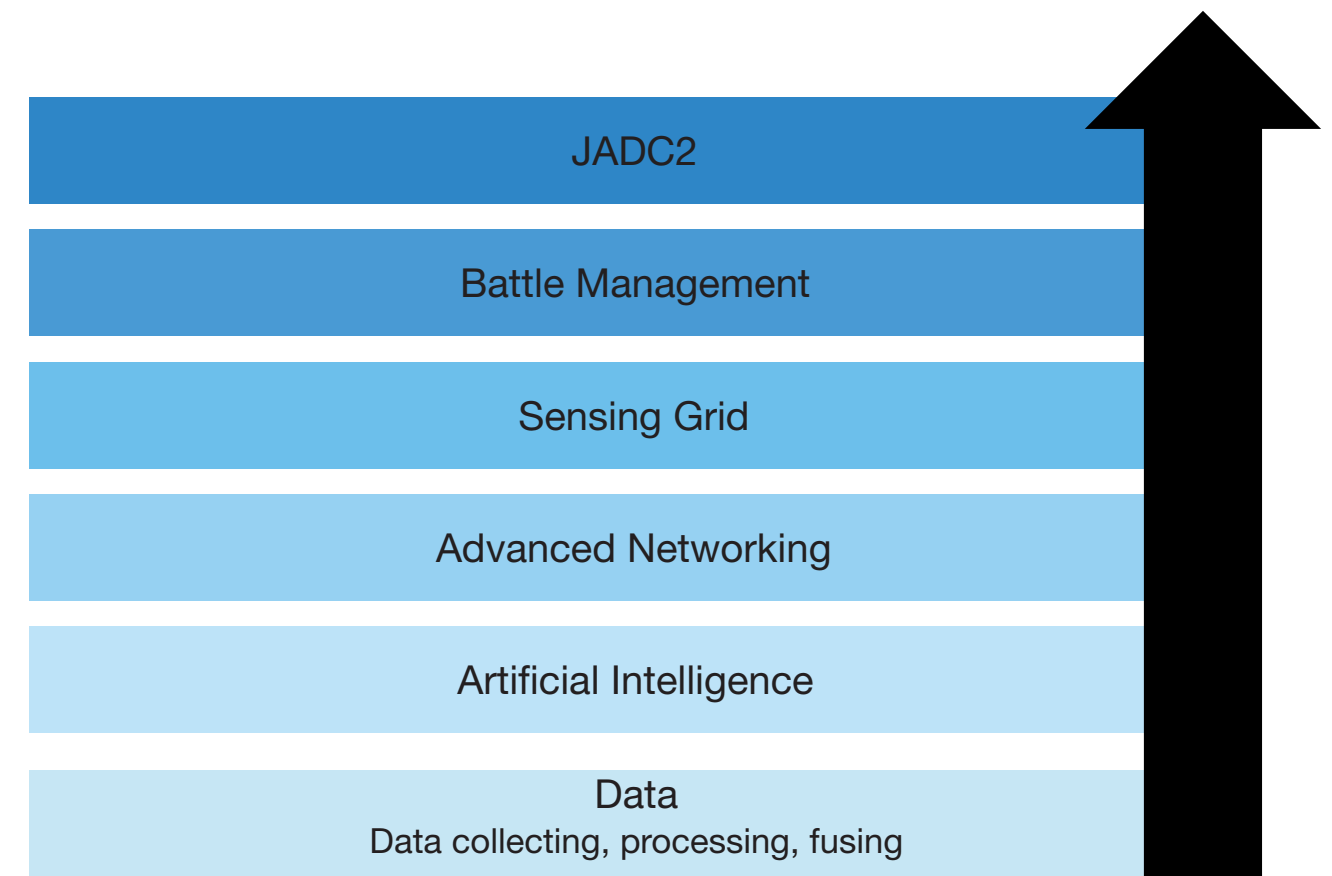 JADC2
Battle Management
Sensing Grid
Advanced Networking
Artificial Intelligence
Data
Data collecting, processing, fusing